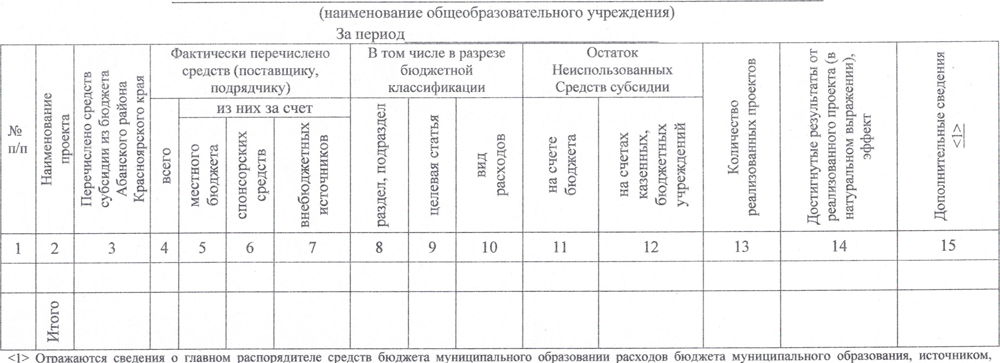 (наименование общеобразовательного учреждения)
За период
№
п/п
Наименование
проекта
Перечислено средств
субсидии из бюджета
Абанского района
Красноярского края
Фактически перечислено
средств (поставщику,
подрядчику)
всего
из них за счет
местного
бюджета
спонсорских
средств
внебюджетных
источников
В том числе в разрезе
бюджетной
классификации
раздел, подраздел
целевая статья
вид
расходов
Остаток
Неиспользованных
Средств субсидии
на счете
бюджета
на счетах
казенных,
бюджетных
учреждений
Количество
реализованных проектов
Достигнутые результаты от
реализованного проекта (в
натуральном выражении),
эффект
Дополнительные сведения
<1>
1 2 3 4 5 6 7 8 9 10 11 12 13 14 15
Итого
<1> Отражаются сведения о главном распорядителе средств бюджета муниципального образовании расходов бюджета муниципального образования, источником,